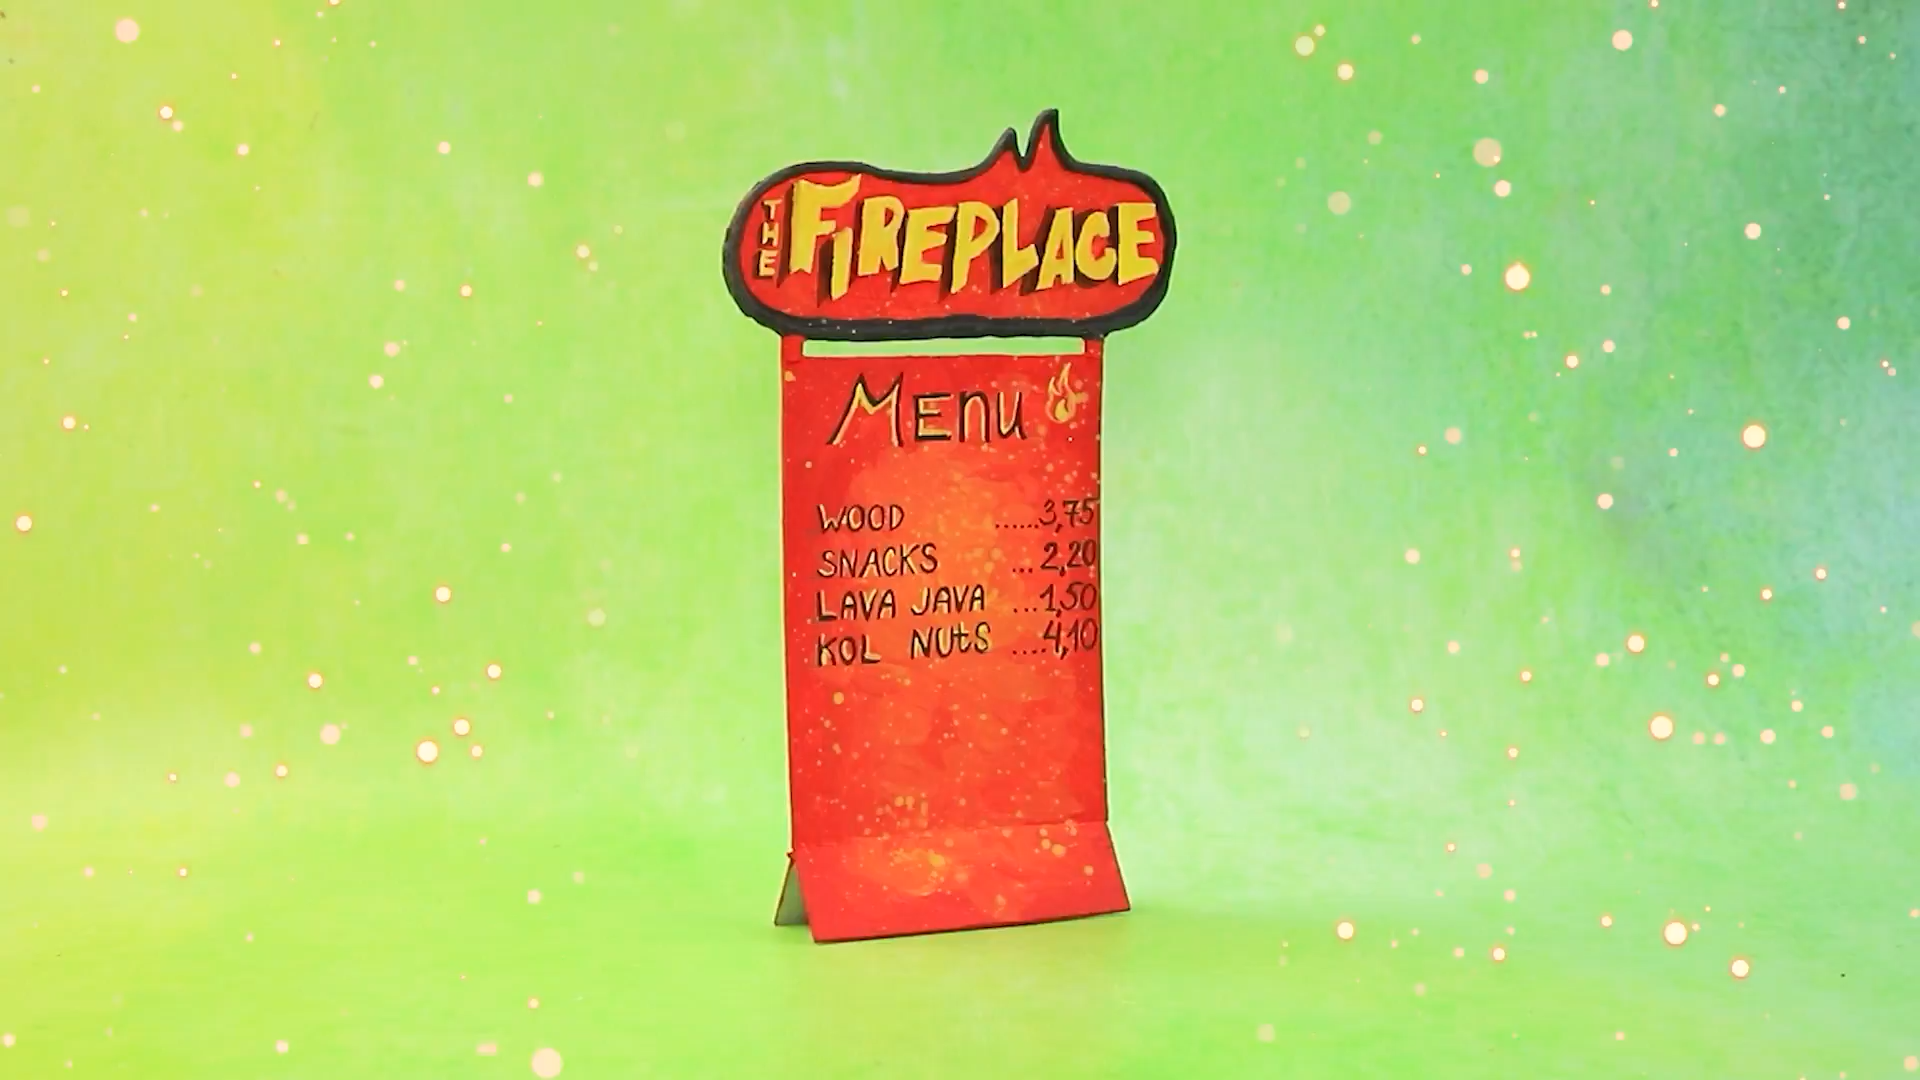 THE FIREPLACE
MENU
WOOD ......3,75
SNACKS ...2,20
LAVA JAVA ...1,50
KOL NUtS ....4,10